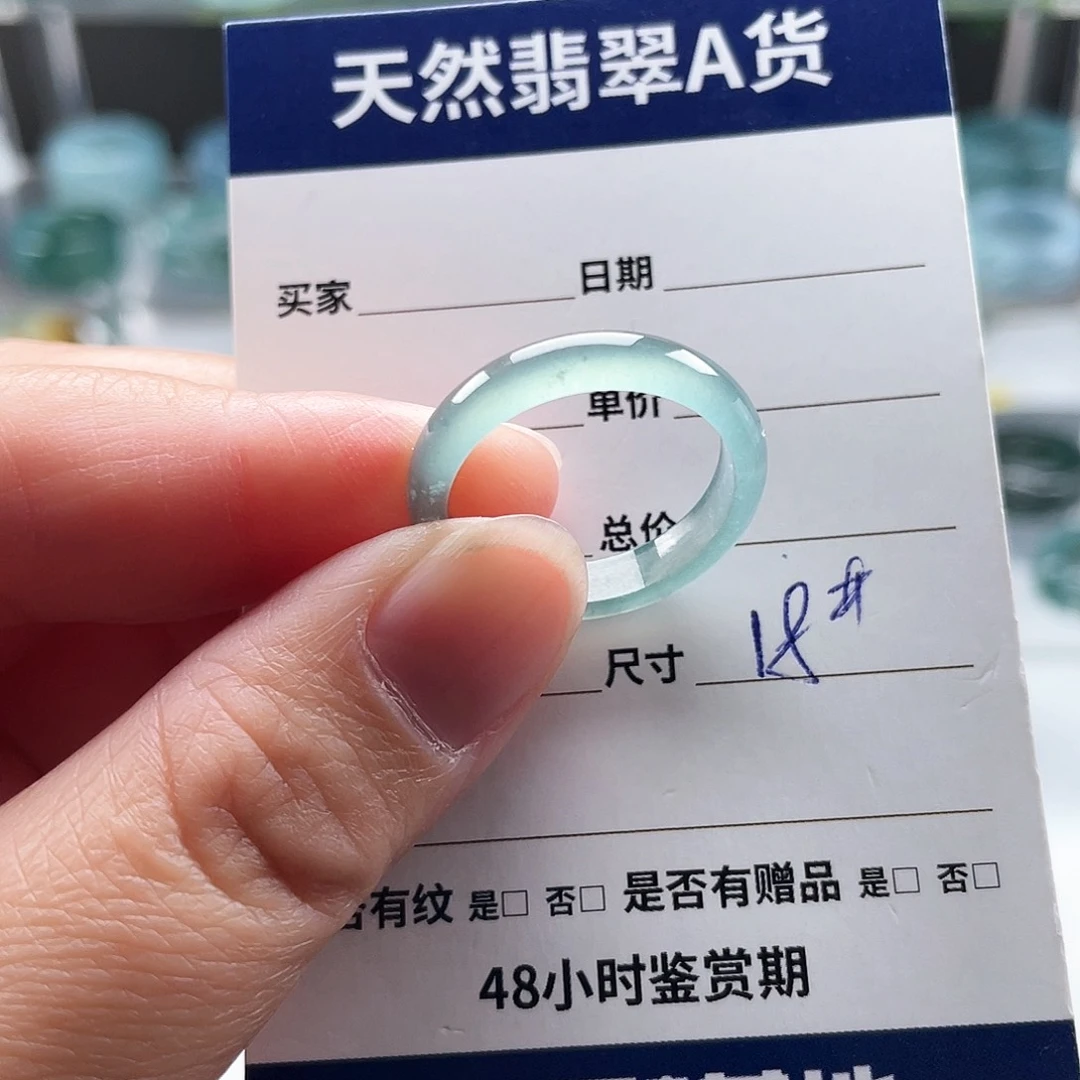 天然翡翠A货
买家 日期
单价
总价
尺寸 18#
否有纹 是□ 否□ 是否有赠品 是□ 否□
48小时鉴赏期